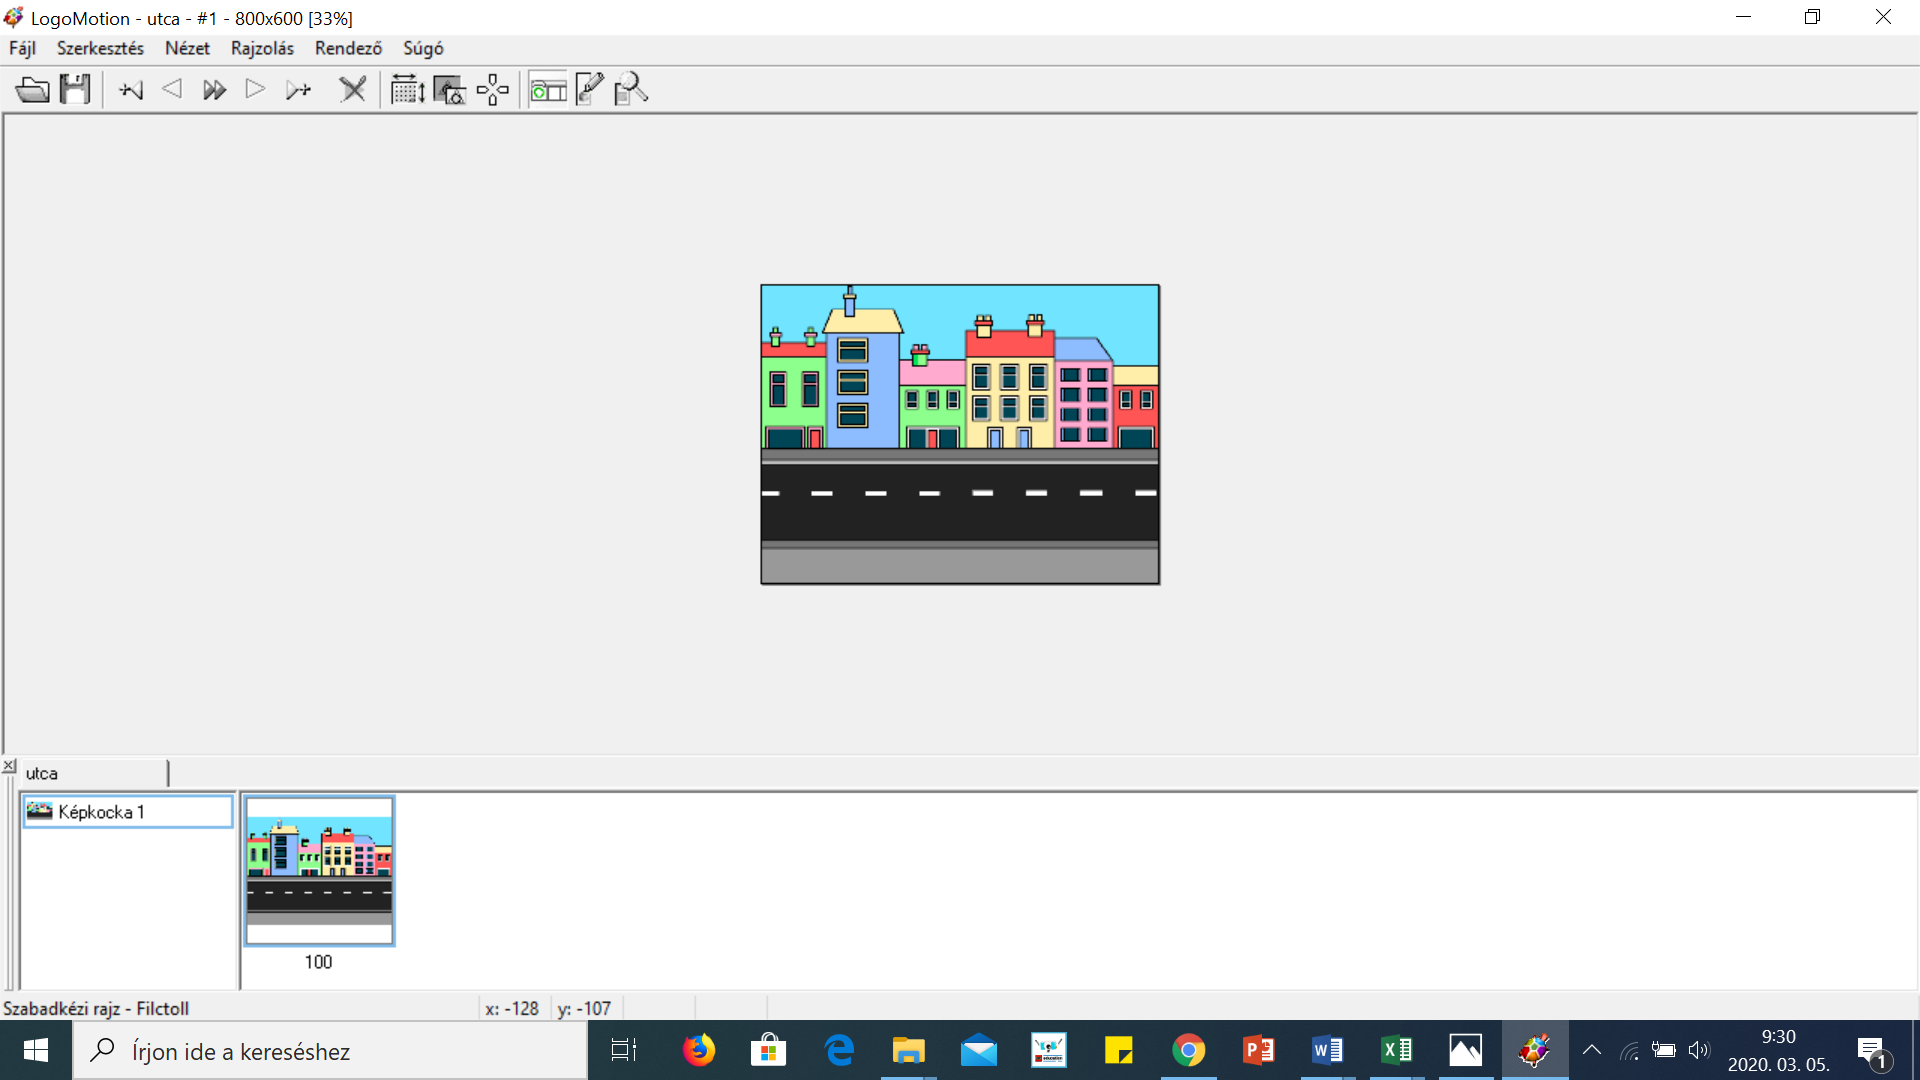 LogoMotion - utca - #1 - 800x600 [33%]
Fájl Szerkesztés Nézet Rajzolás Rendező Súgó
utca
Képkocka 1
100
Szabadkézi rajz - Filctoll x: -128 y: -107
Írjon ide a kereséshez
9:30
2020. 03. 05.
1